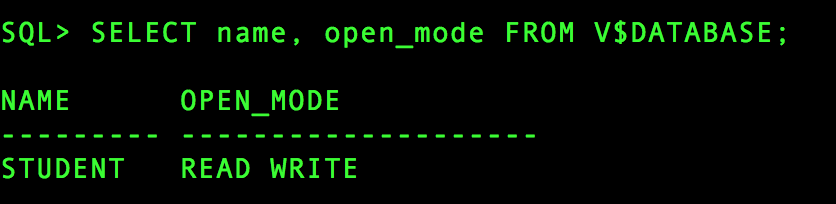 SQL> SELECT name, open_mode FROM V$DATABASE;
NAME      OPEN_MODE
--------- --------------------
STUDENT   READ WRITE